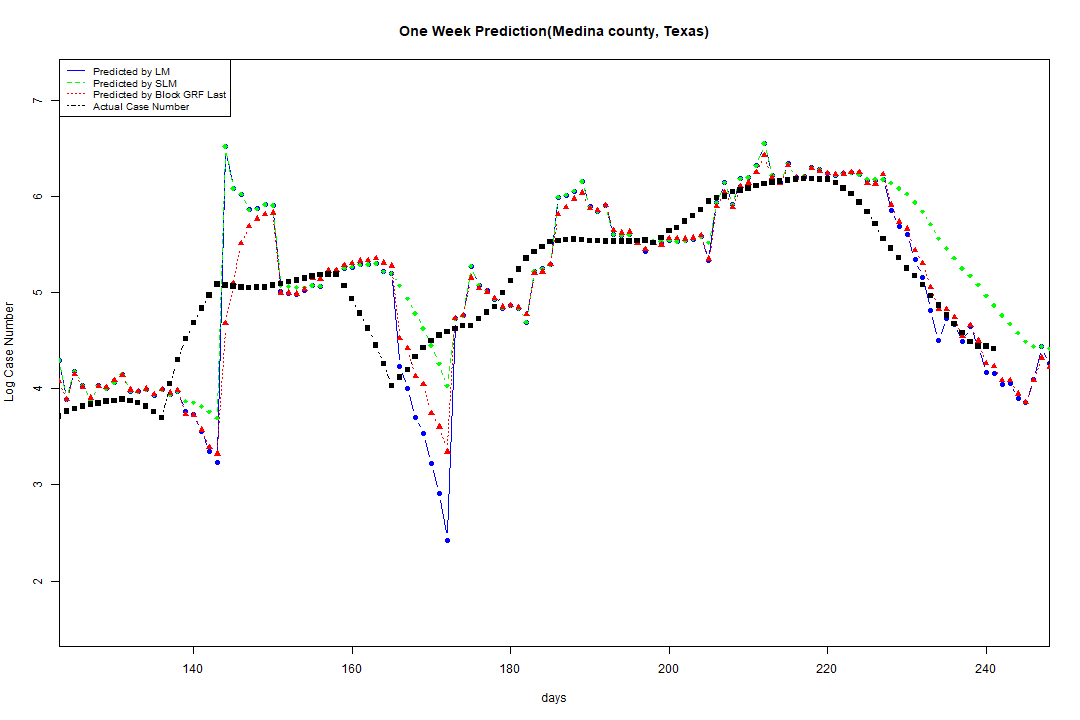 One Week Prediction(Medina county, Texas)
Predicted by LM
Predicted by SLM
Predicted by Block GRF Last
Actual Case Number
Log Case Number
7
6
5
4
3
2
140 160 180 200 220 240
days